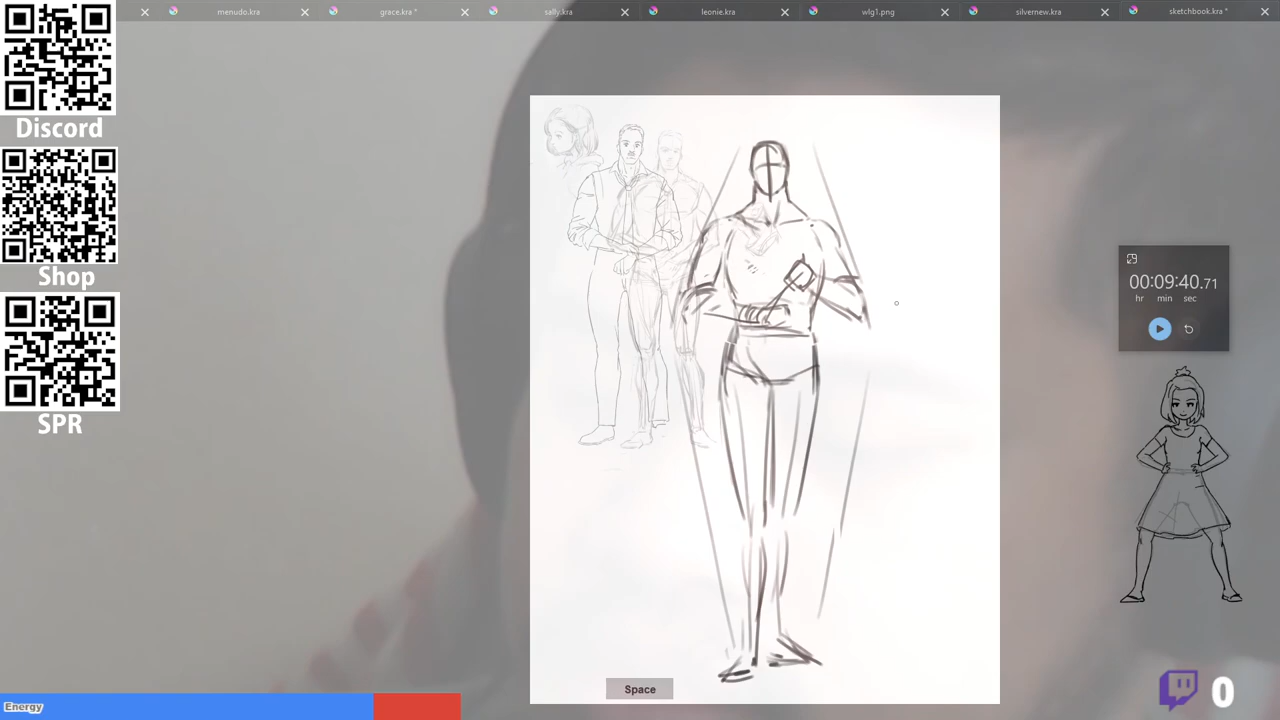 menudo.kra
grace.kra *
sally.kra
leonie.kra
wlg1.png
silvernew.kra
sketchbook.kra *
Discord
Shop
SPR
00:09:40.71
hr min sec
Space
Energy
0